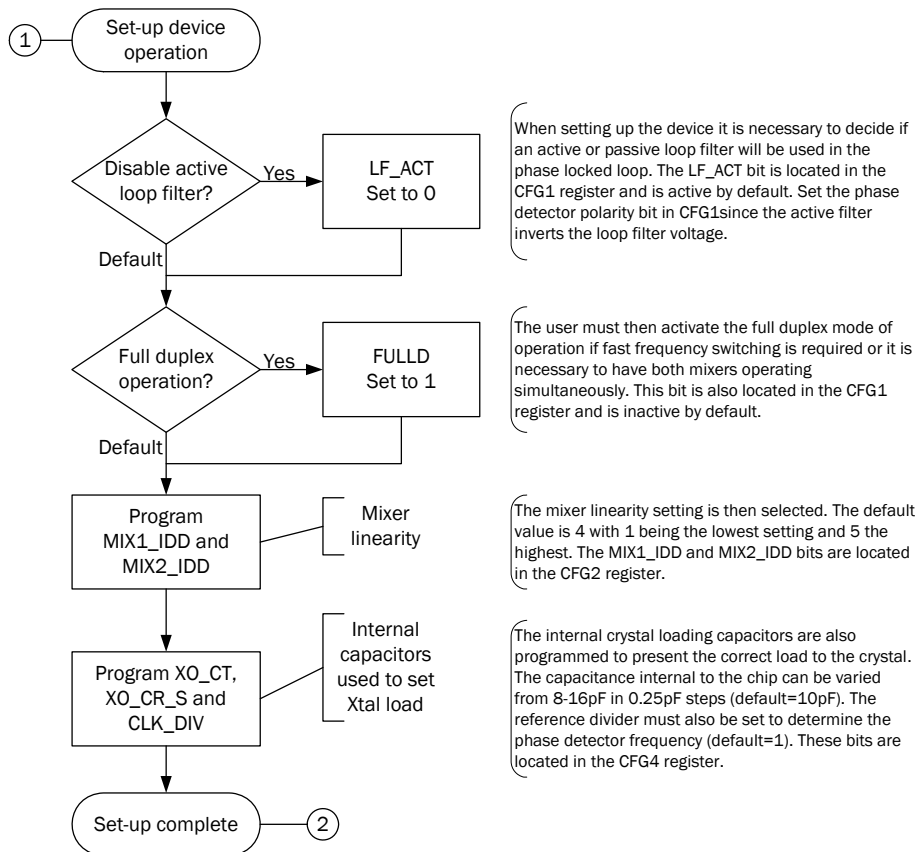 1
Set-up device
operation
Disable active
loop filter?
Yes
LF_ACT
Set to 0
Default
When setting up the device it is necessary to decide if
an active or passive loop filter will be used in the
phase locked loop. The LF_ACT bit is located in the
CFG1 register and is active by default. Set the phase
detector polarity bit in CFG1since the active filter
inverts the loop filter voltage.
Full duplex
operation?
Yes
FULLD
Set to 1
Default
The user must then activate the full duplex mode of
operation if fast frequency switching is required or it is
necessary to have both mixers operating
simultaneously. This bit is also located in the CFG1
register and is inactive by default.
Program
MIX1_IDD and
MIX2_IDD
Mixer
linearity
The mixer linearity setting is then selected. The default
value is 4 with 1 being the lowest setting and 5 the
highest. The MIX1_IDD and MIX2_IDD bits are located
in the CFG2 register.
Program XO_CT,
XO_CR_S and
CLK_DIV
Internal
capacitors
used to set
Xtal load
The internal crystal loading capacitors are also
programmed to present the correct load to the crystal.
The capacitance internal to the chip can be varied
from 8-16pF in 0.25pF steps (default=10pF). The
reference divider must also be set to determine the
phase detector frequency (default=1). These bits are
located in the CFG4 register.
Set-up complete
2